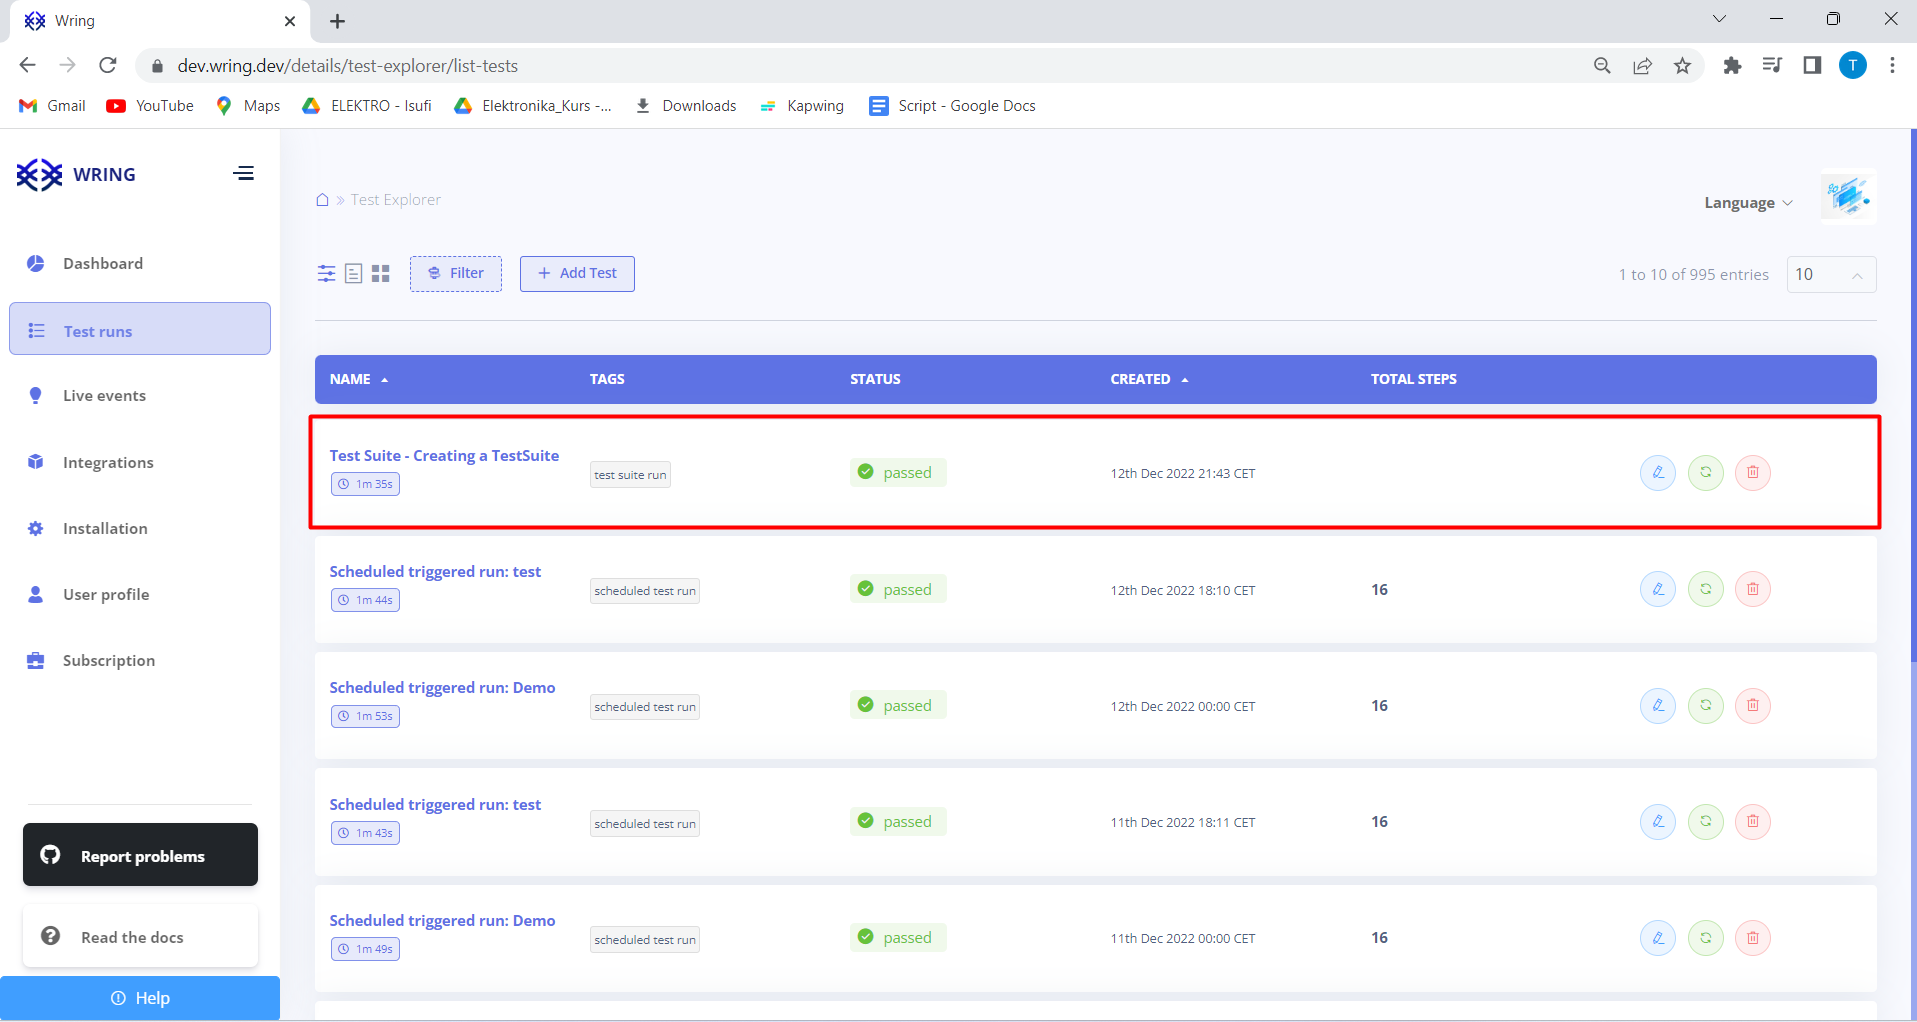 Wring
dev.wring.dev/details/test-explorer/list-tests
T
Gmail YouTube Maps ELEKTRO - Isufi Elektronika_Kurs -... Downloads Kapwing Script - Google Docs
WRING
Dashboard
Test runs
Live events
Integrations
Installation
User profile
Subscription
Report problems
Read the docs
Help
» Test Explorer
Language
Filter
+ Add Test
1 to 10 of 995 entries
10
NAME TAGS STATUS CREATED TOTAL STEPS
Test Suite - Creating a TestSuite
1m 35s
test suite run
passed
12th Dec 2022 21:43 CET
Scheduled triggered run: test
1m 44s
scheduled test run
passed
12th Dec 2022 18:10 CET
16
Scheduled triggered run: Demo
1m 53s
scheduled test run
passed
12th Dec 2022 00:00 CET
16
Scheduled triggered run: test
1m 43s
scheduled test run
passed
11th Dec 2022 18:11 CET
16
Scheduled triggered run: Demo
1m 49s
scheduled test run
passed
11th Dec 2022 00:00 CET
16